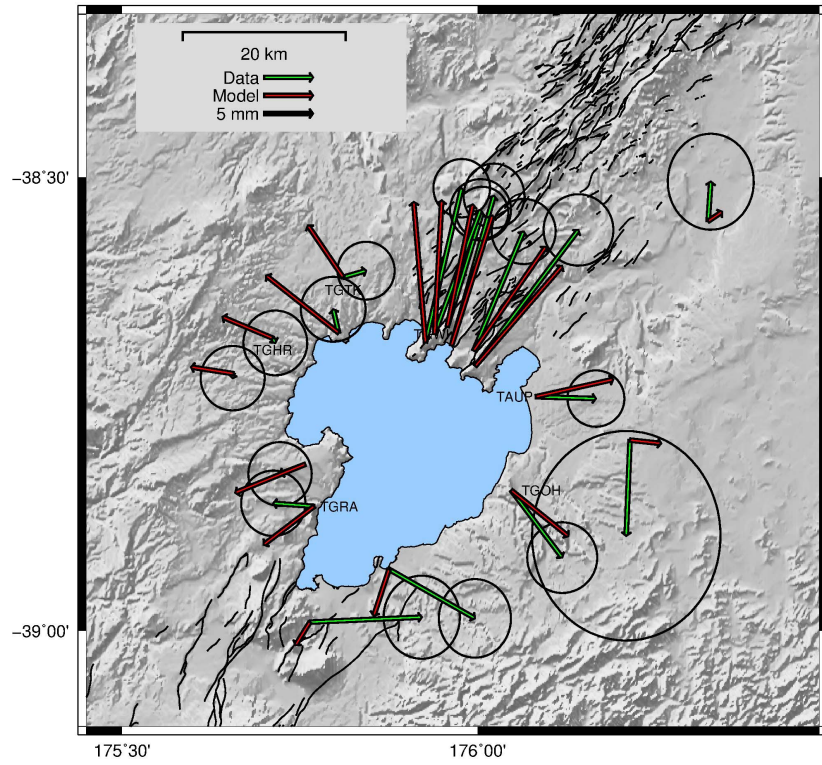 20 km
Data
Model
5 mm
−38˚30'
TGTK
TGHR
TAUP
TGRA
TGOH
−39˚00'
175˚30'
176˚00'